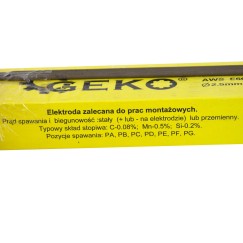 GEKO
AWS
Ø 2.5mm
Elektroda zalecana do prac montażowych.
Prąd spawania i biegunowość :stały (+ lub - na elektrodzie) lub przemienny.
Typowy skład stopiwa: C-0.08%; Mn-0.5%; Si-0.2%.
Pozycje spawania: PA, PB, PC, PD, PE, PF, PG.